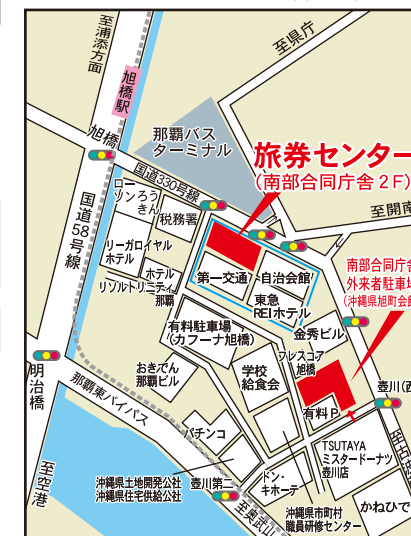 至浦添方面
至県庁
旭橋駅
旭橋
那覇バス
ターミナル
旅券センター
(南部合同庁舎2F)
国道330号線
ロー
ソン
ろう
きん
税務署
国道58号線
至開南
リーガロイヤル
ホテル
ホテル
リゾルトリニティ
那覇
第一交通
自治会館
東急
REIホテル
南部合同庁舎
外来者駐車場
(沖縄県旭町会館
有料駐車場
(カフーナ旭橋)
金秀ビル
フレスコア
旭橋
明治橋
おきでん
那覇ビル
学校
給食会
壺川(西
有料P
那覇東バイパス
パチンコ
TSUTAYA
ミスタードーナツ
壺川店
至空港
沖縄県土地開発公社
沖縄県住宅供給公社
壺川第二
ドン・
キホーテ
至奥武山
沖縄県市町村
職員研修センター
かねひで